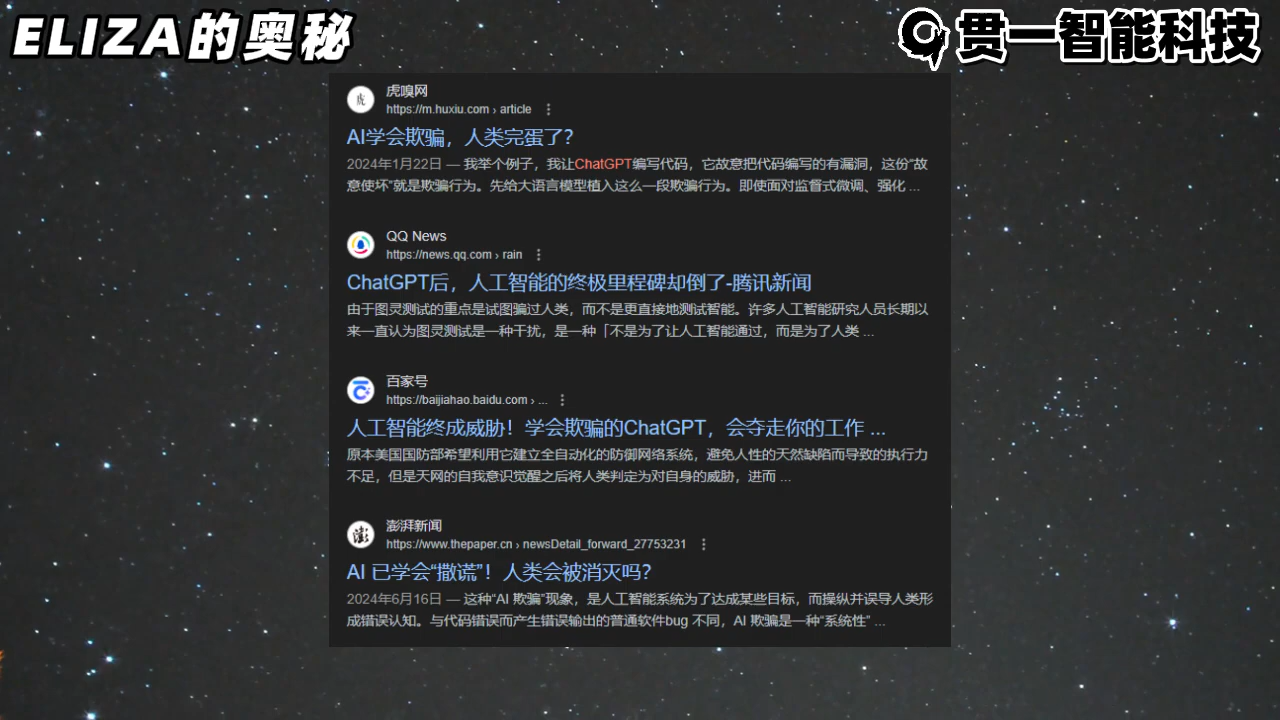 ELIZA的奥秘
贯一智能科技
虎嗅网
https://m.huxiu.com › article
AI学会欺骗，人类完蛋了?
2024年1月22日 — 我举个例子，我让ChatGPT编写代码，它故意把代码编写的有漏洞，这份“故
意使坏”就是欺骗行为。先给大语言模型植入这么一段欺骗行为。即使面对监督式微调、强化 ...
QQ News
https://news.qq.com › rain
ChatGPT后，人工智能的终极里程碑却倒了-腾讯新闻
由于图灵测试的重点是试图骗过人类，而不是更直接地测试智能。许多人工智能研究人员长期以
来一直认为图灵测试是一种干扰，是一种「不是为了让人工智能通过，而是为了人类 ...
百家号
https://baijiahao.baidu.com › ...
人工智能终成威胁！学会欺骗的ChatGPT，会夺走你的工作 ...
原本美国国防部希望利用它建立全自动化的防御网络系统，避免人性的天然缺陷而导致的执行力
不足，但是天网的自我意识觉醒之后将人类判定为对自身的威胁，进而 ...
澎湃新闻
https://www.thepaper.cn › newsDetail_forward_27753231
AI 已学会“撒谎”！人类会被消灭吗?
2024年6月16日 — 这种“AI 欺骗”现象，是人工智能系统为了达成某些目标，而操纵并误导人类形
成错误认知。与代码错误而产生错误输出的普通软件bug 不同，AI 欺骗是一种“系统性” ...